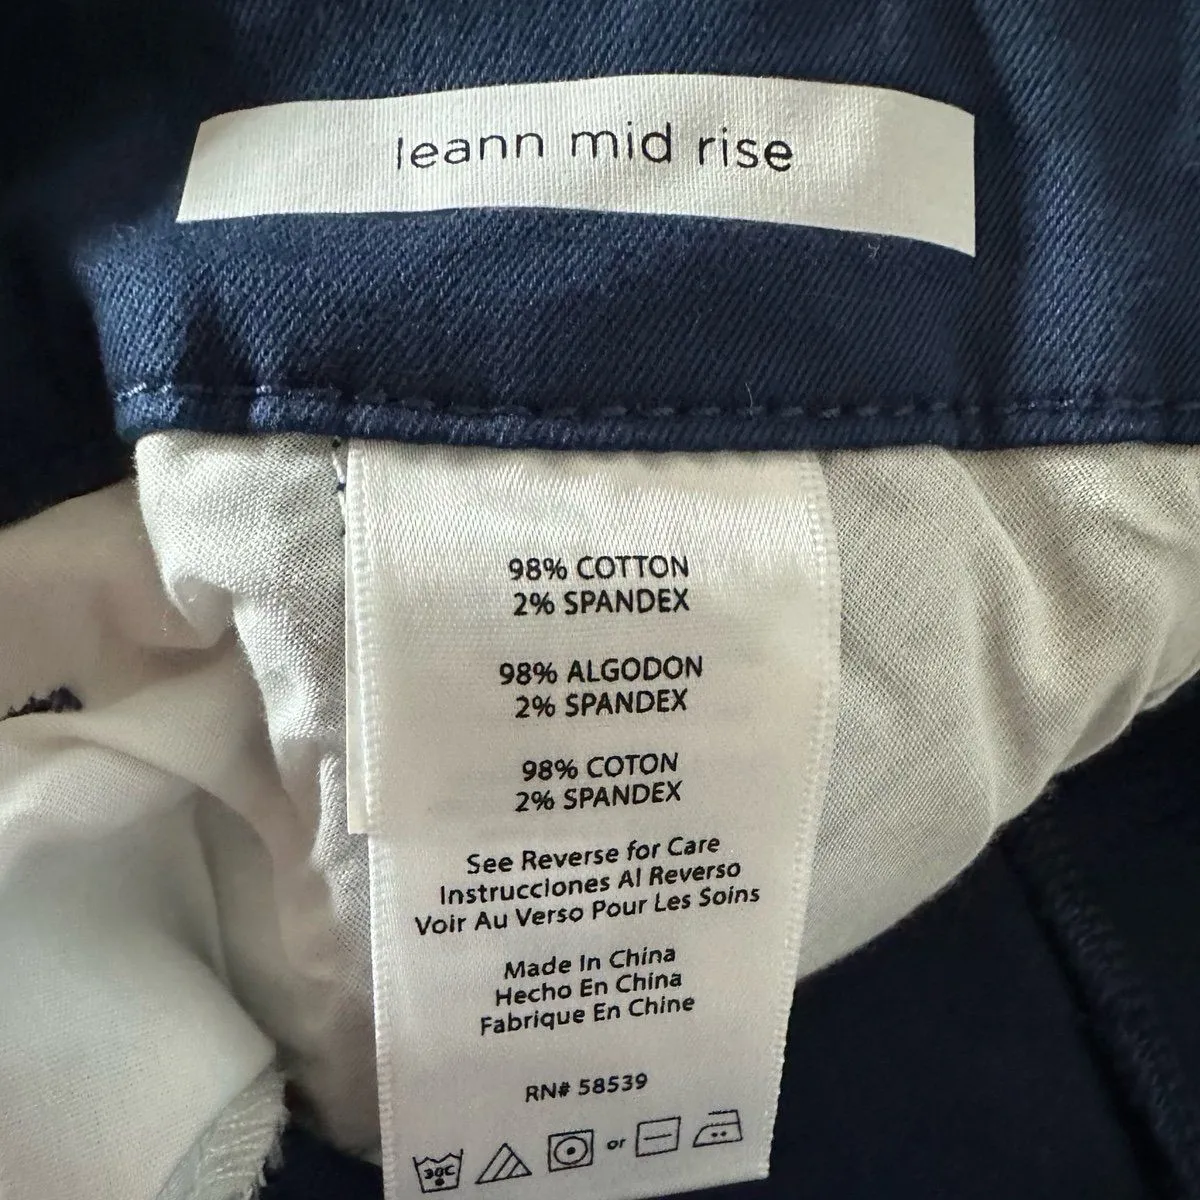 leann mid rise
98% COTTON
2% SPANDEX
98% ALGODON
2% SPANDEX
98% COTON
2% SPANDEX
See Reverse for Care
Instrucciones Al Reverso
Voir Au Verso Pour Les Soins
Made In China
Hecho En China
Fabrique En Chine
RN# 58539
30C or